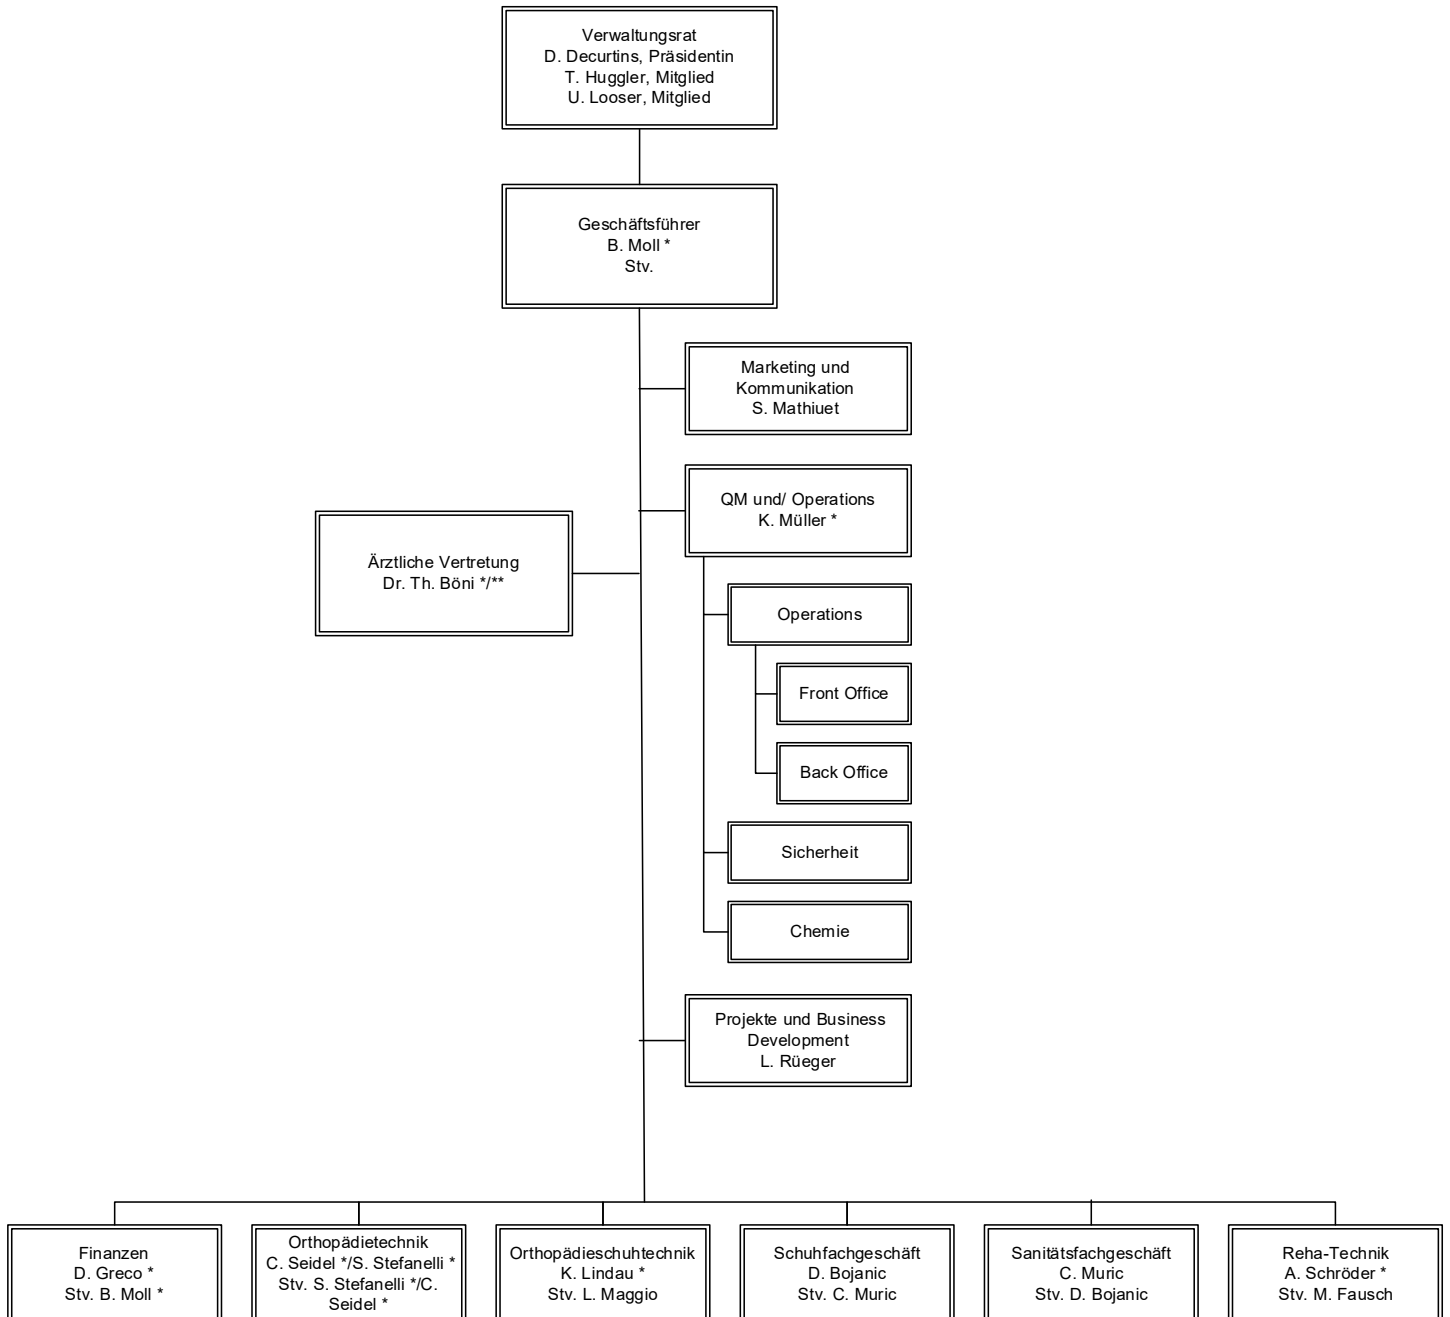 Verwaltungsrat
D. Decurtins, Präsidentin
T. Huggler, Mitglied
U. Looser, Mitglied
Geschäftsführer
B. Moll *
Stv.
Marketing und
Kommunikation
S. Mathiuet
QM und/ Operations
K. Müller *
Ärztliche Vertretung
Dr. Th. Böni */**
Operations
Front Office
Back Office
Sicherheit
Chemie
Projekte und Business
Development
L. Rüeger
Finanzen
D. Greco *
Stv. B. Moll *
Orthopädietechnik
C. Seidel */S. Stefanelli *
Stv. S. Stefanelli */C.
Seidel *
Orthopädieschuhtechnik
K. Lindau *
Stv. L. Maggio
Schuhfachgeschäft
D. Bojanic
Stv. C. Muric
Sanitätsfachgeschäft
C. Muric
Stv. D. Bojanic
Reha-Technik
A. Schröder *
Stv. M. Fausch